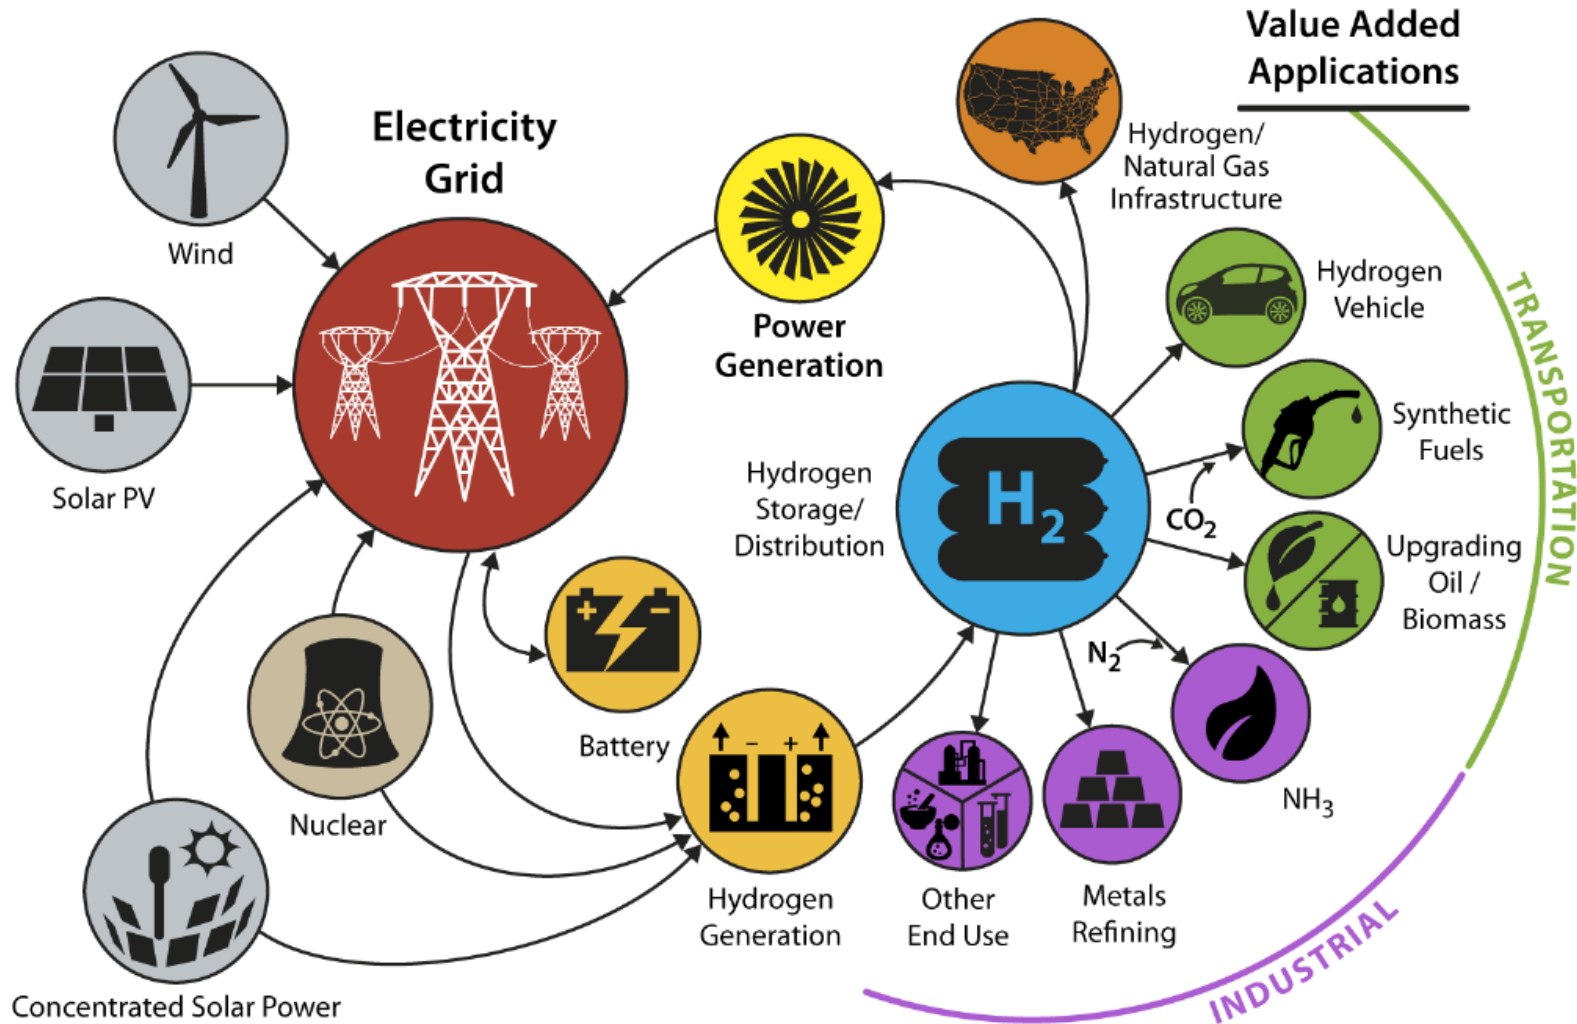 Value Added
Applications
Electricity
Grid
Wind
Solar PV
Nuclear
Concentrated Solar Power
Battery
+
−
Power
Generation
Hydrogen/
Natural Gas
Infrastructure
Hydrogen
Storage/
Distribution
H2
Hydrogen
Vehicle
Synthetic
Fuels
CO2
Upgrading
Oil /
Biomass
N2
NH3
− +
Hydrogen
Generation
Other
End Use
Metals
Refining
TRANSPORTATION
INDUSTRIAL